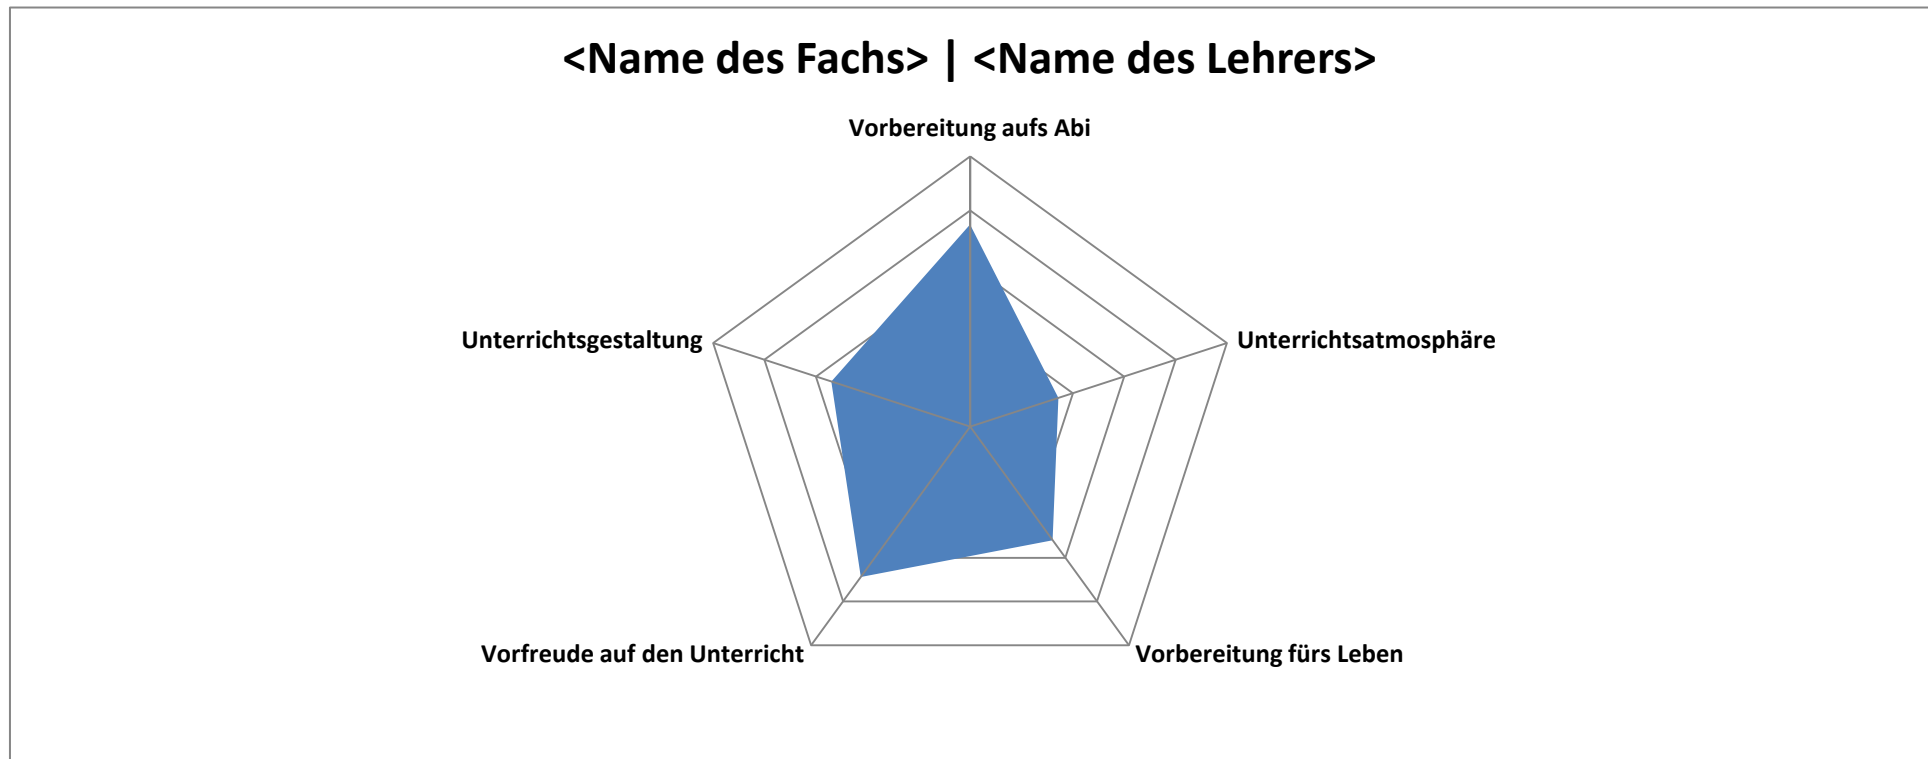 <Name des Fachs> | <Name des Lehrers>
Vorbereitung aufs Abi
Unterrichtsgestaltung
Unterrichtsatmosphäre
Vorfreude auf den Unterricht
Vorbereitung fürs Leben